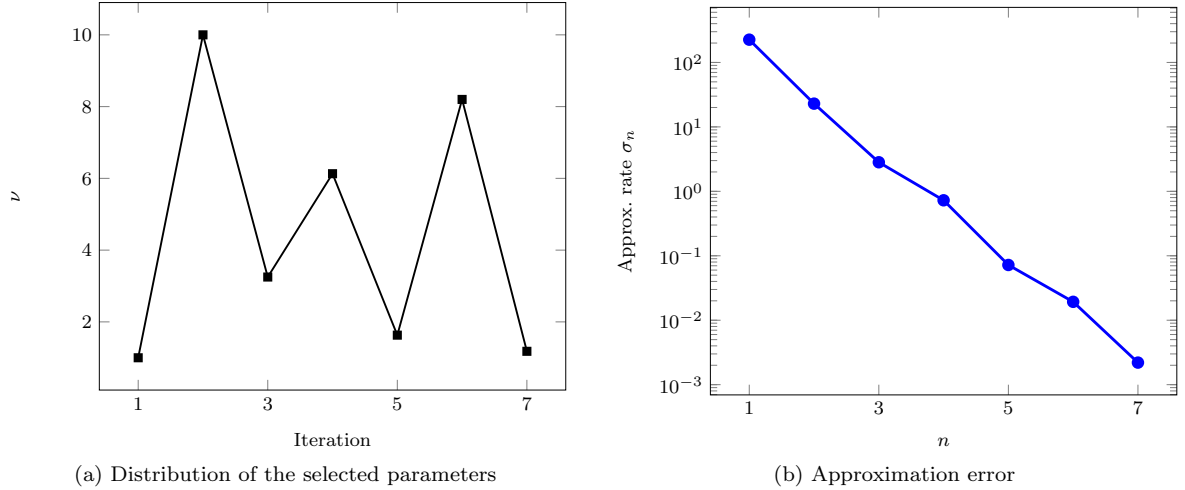 10
8
6
4
2
ν
1 3 5 7
Iteration
(a) Distribution of the selected parameters
10²
10¹
10⁰
10⁻¹
10⁻²
10⁻³
Approx. rate σₙ
1 3 5 7
n
(b) Approximation error